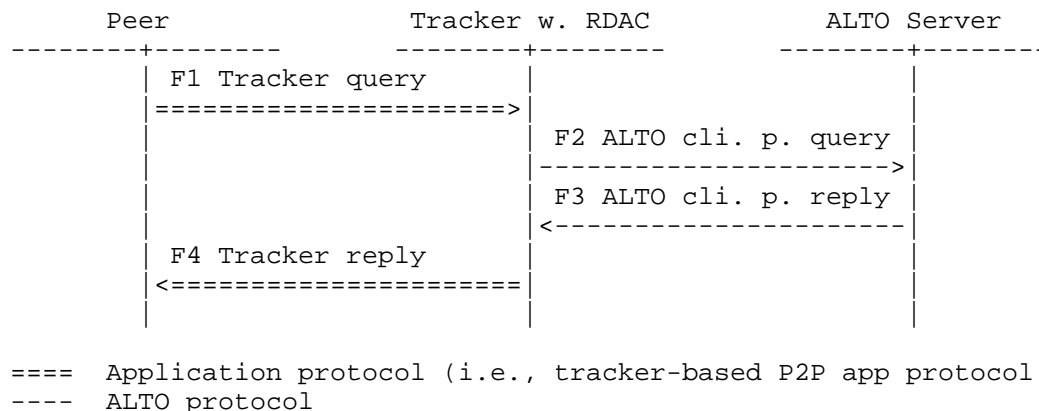 Peer Tracker w. RDAC ALTO Server
--------+-------- --------+-------- --------+--------
| F1 Tracker query | |
|======================>| |
| | F2 ALTO cli. p. query |
| |---------------------->|
| | F3 ALTO cli. p. reply |
| |<----------------------|
| F4 Tracker reply | |
|<======================| |
| | |
==== Application protocol (i.e., tracker-based P2P app protocol
---- ALTO protocol